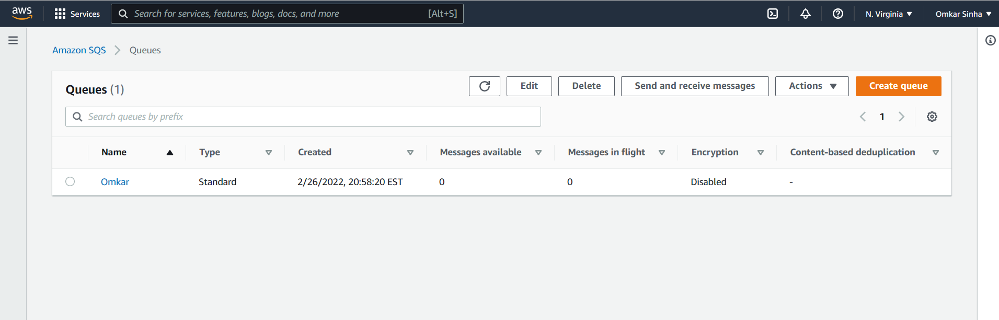 aws Services Search for services, features, blogs, docs, and more [Alt+S] N. Virginia Omkar Sinha
Amazon SQS Queues
Queues (1) Edit Delete Send and receive messages Actions Create queue
Search queues by prefix 1
Name Type Created Messages available Messages in flight Encryption Content-based deduplication
Omkar Standard 2/26/2022, 20:58:20 EST 0 0 Disabled -